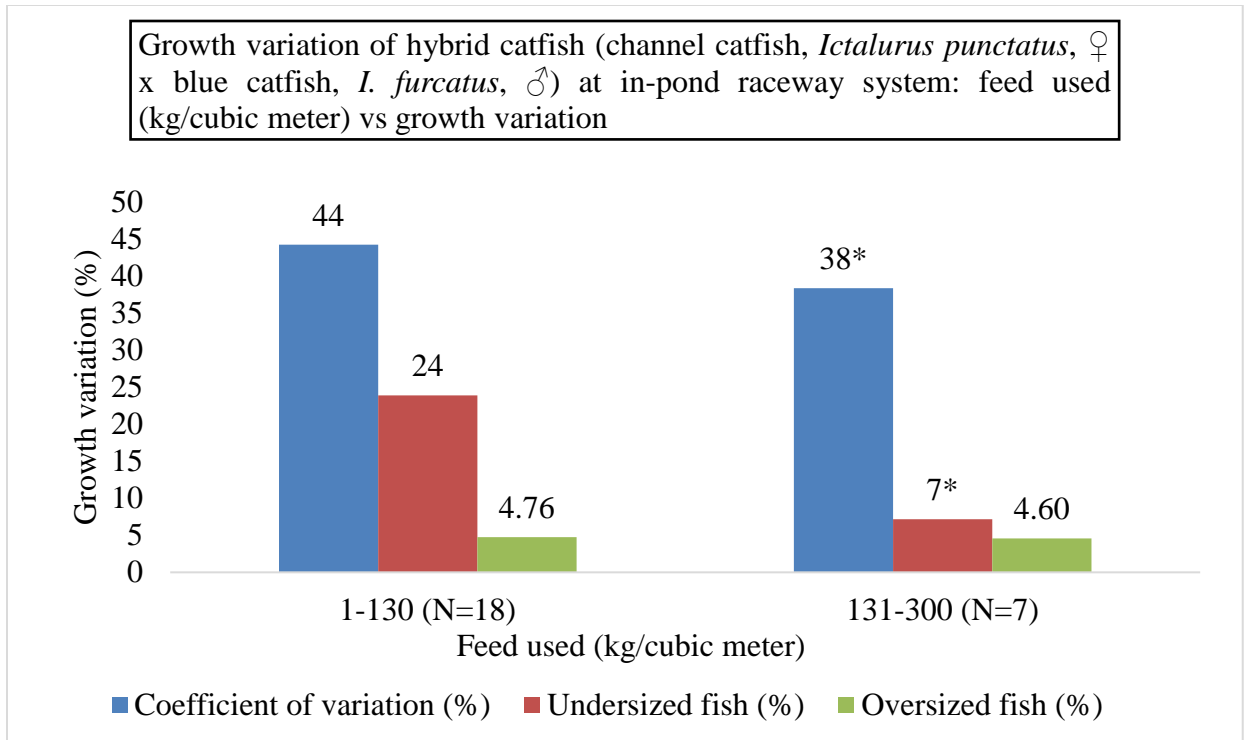 Growth variation of hybrid catfish (channel catfish, Ictalurus punctatus, ♀
x blue catfish, I. furcatus, ♂) at in-pond raceway system: feed used
(kg/cubic meter) vs growth variation
Growth variation (%)
50
45
40
35
30
25
20
15
10
5
0
44
24
4.76
38*
7*
4.60
1-130 (N=18)
131-300 (N=7)
Feed used (kg/cubic meter)
Coefficient of variation (%)
Undersized fish (%)
Oversized fish (%)